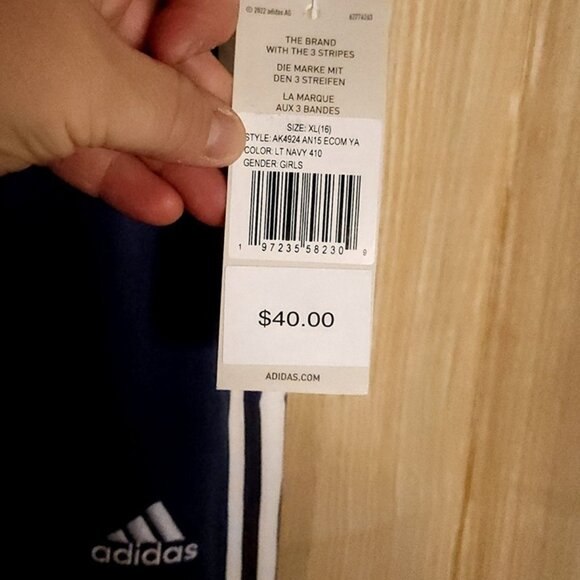 © 2022 adidas AG 62774263
THE BRAND
WITH THE 3 STRIPES
DIE MARKE MIT
DEN 3 STREIFEN
LA MARQUE
AUX 3 BANDES
SIZE: XL(16)
STYLE: AK4924 AN15 ECOM YA
COLOR: LT NAVY 410
GENDER: GIRLS
1 97235 58230 9
$40.00
ADIDAS.COM
adidas